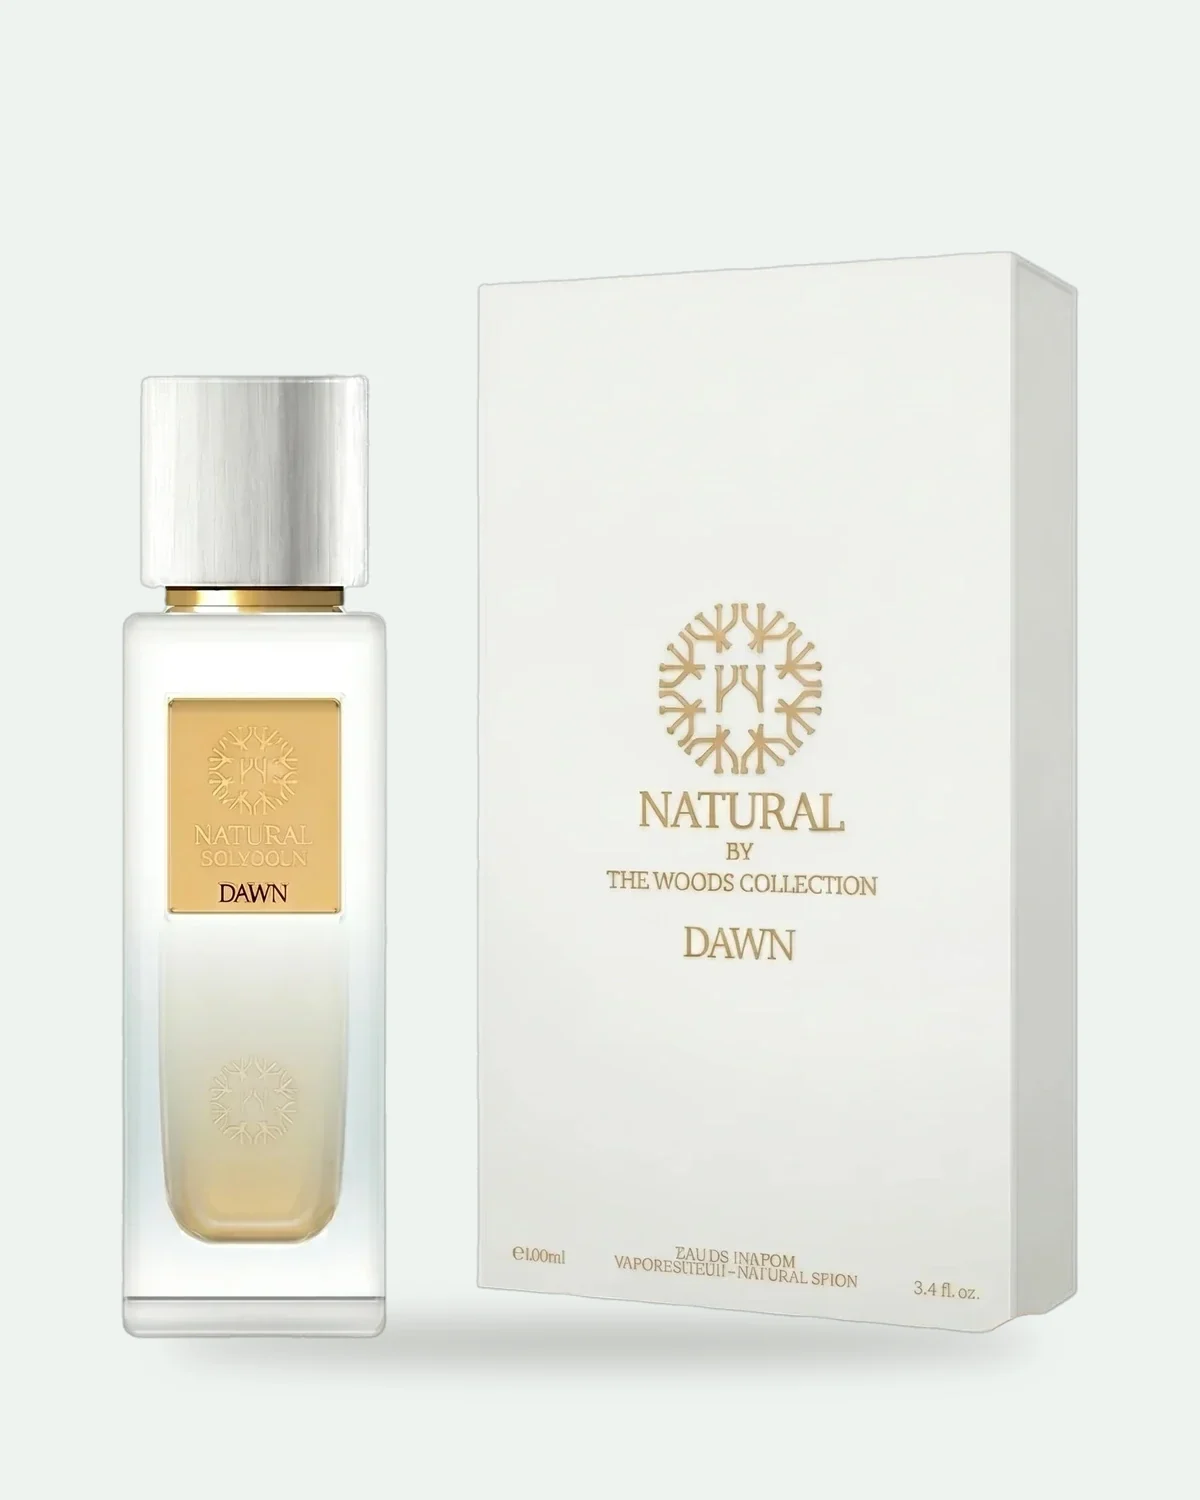 NATURAL
SOLYOOLN
DAWN
NATURAL
BY
THE WOODS COLLECTION
DAWN
e100ml
EAU DS INAPOM
VAPORESITEUII-NATURAL SPION
3.4 fl. oz.